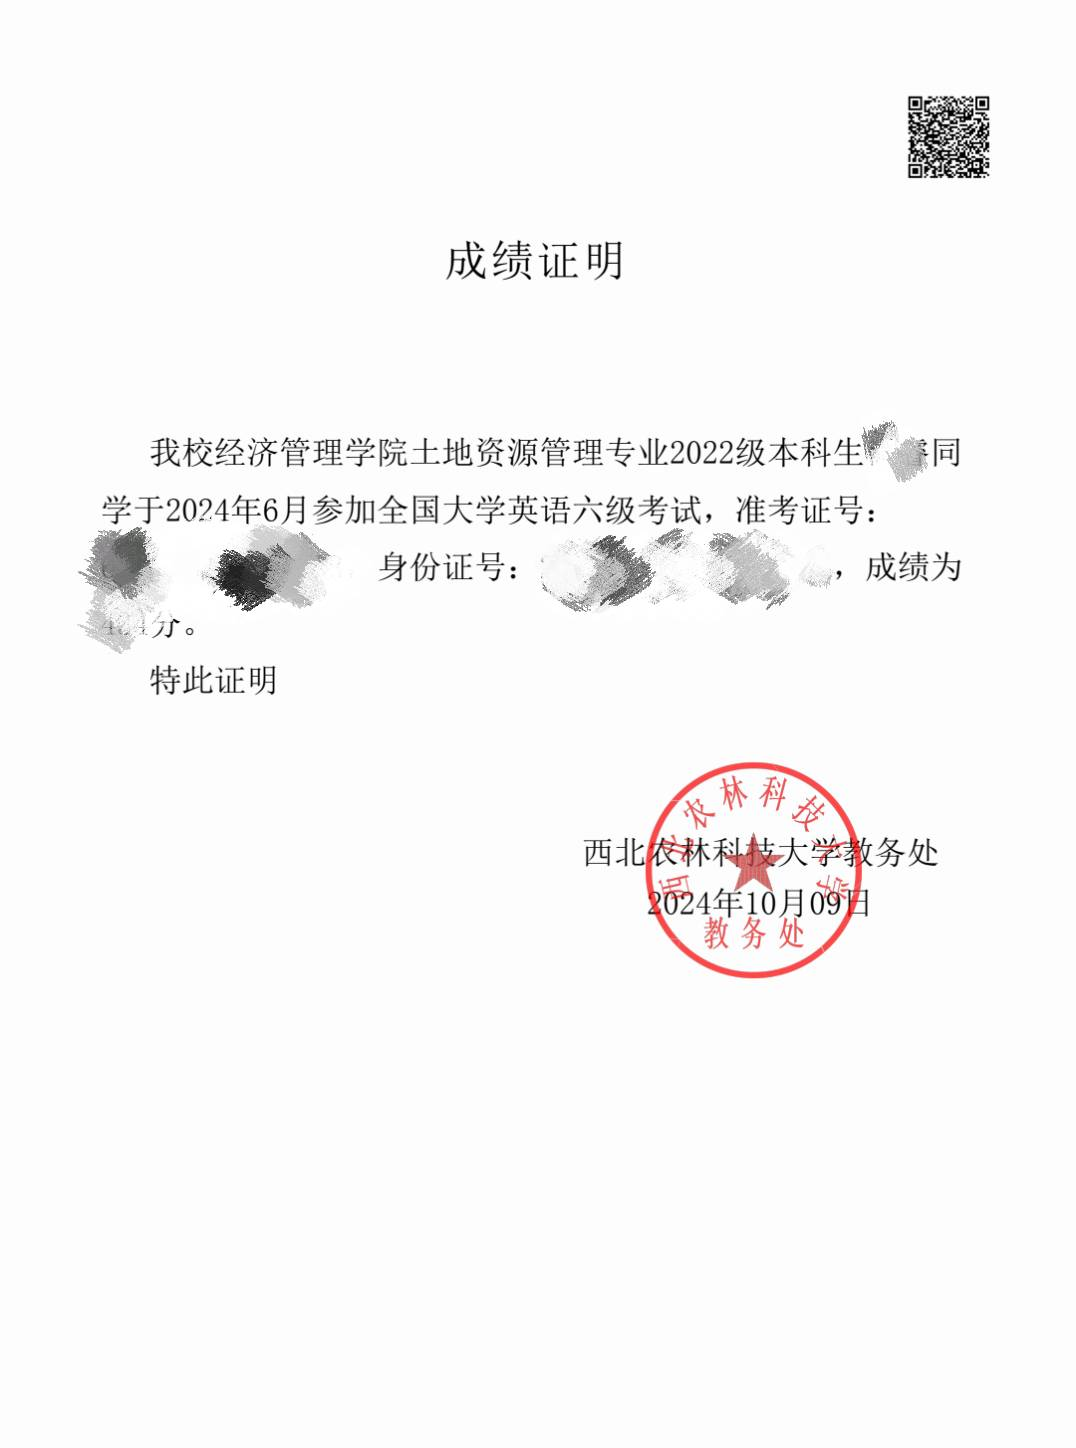 成绩证明
我校经济管理学院土地资源管理专业2022级本科生 同
学于2024年6月参加全国大学英语六级考试，准考证号：
身份证号： ，成绩为
分。
特此证明
西北农林科技大学
西北农林科技大学教务处
2024年10月09日
教务处